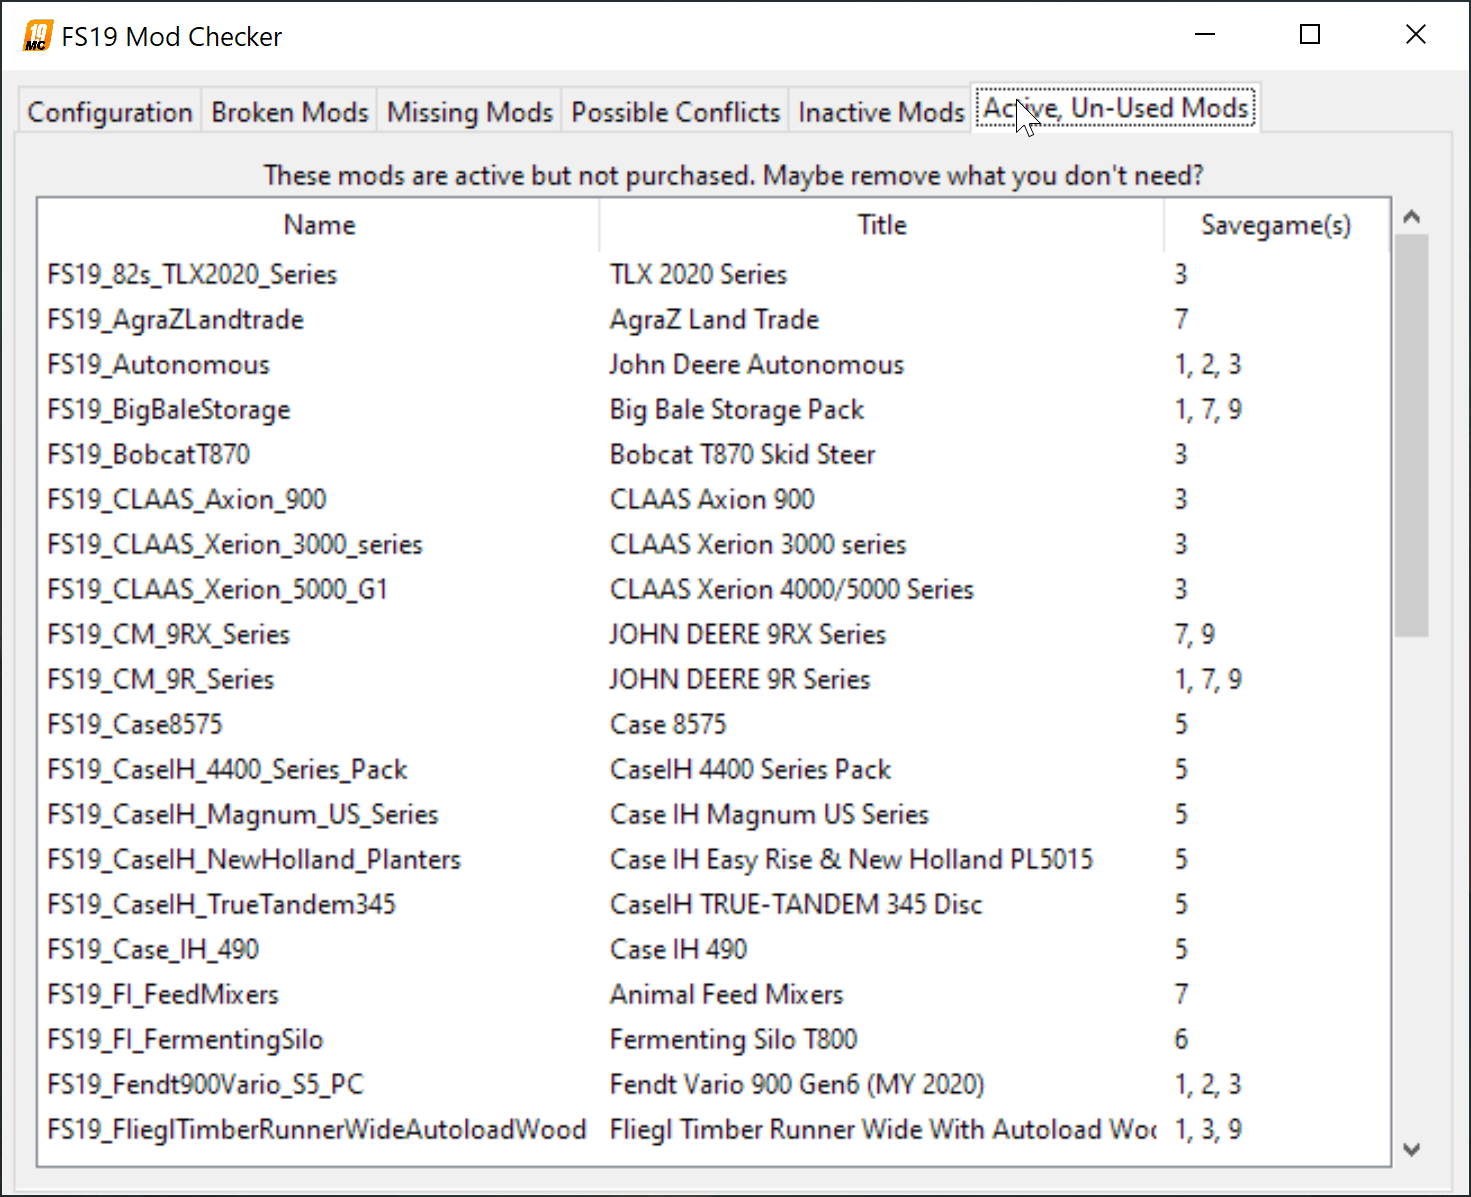 19 MC FS19 Mod Checker
Configuration Broken Mods Missing Mods Possible Conflicts Inactive Mods Active, Un-Used Mods
These mods are active but not purchased. Maybe remove what you don't need?
Name Title Savegame(s)
FS19_82s_TLX2020_Series TLX 2020 Series 3
FS19_AgraZLandtrade AgraZ Land Trade 7
FS19_Autonomous John Deere Autonomous 1, 2, 3
FS19_BigBaleStorage Big Bale Storage Pack 1, 7, 9
FS19_BobcatT870 Bobcat T870 Skid Steer 3
FS19_CLAAS_Axion_900 CLAAS Axion 900 3
FS19_CLAAS_Xerion_3000_series CLAAS Xerion 3000 series 3
FS19_CLAAS_Xerion_5000_G1 CLAAS Xerion 4000/5000 Series 3
FS19_CM_9RX_Series JOHN DEERE 9RX Series 7, 9
FS19_CM_9R_Series JOHN DEERE 9R Series 1, 7, 9
FS19_Case8575 Case 8575 5
FS19_CaseIH_4400_Series_Pack CaseIH 4400 Series Pack 5
FS19_CaseIH_Magnum_US_Series Case IH Magnum US Series 5
FS19_CaseIH_NewHolland_Planters Case IH Easy Rise & New Holland PL5015 5
FS19_CaseIH_TrueTandem345 CaseIH TRUE-TANDEM 345 Disc 5
FS19_Case_IH_490 Case IH 490 5
FS19_FI_FeedMixers Animal Feed Mixers 7
FS19_FI_FermentingSilo Fermenting Silo T800 6
FS19_Fendt900Vario_S5_PC Fendt Vario 900 Gen6 (MY 2020) 1, 2, 3
FS19_FlieglTimberRunnerWideAutoloadWood Fliegl Timber Runner Wide With Autoload 1, 3, 9